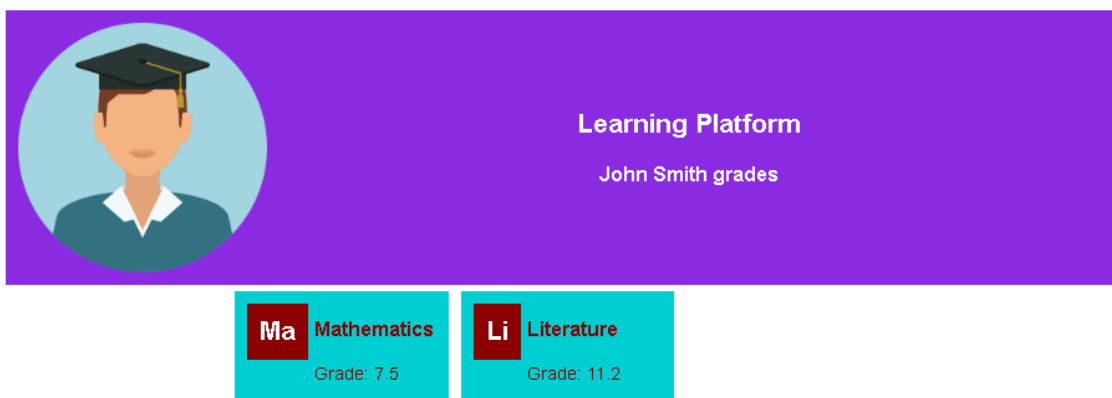 Learning Platform
John Smith grades
Ma Mathematics
Grade: 7.5
Li Literature
Grade: 11.2